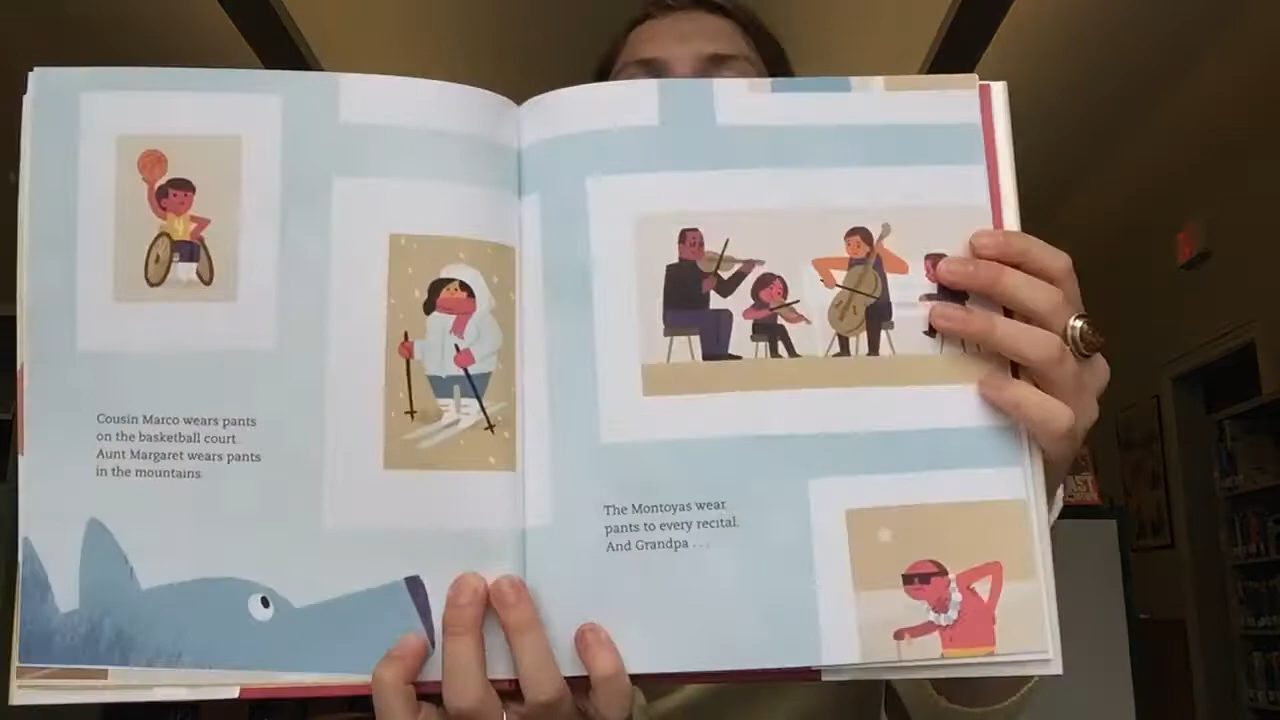 Cousin Marco wears pants
on the basketball court.
Aunt Margaret wears pants
in the mountains.
The Montoyas wear
pants to every recital.
And Grandpa . . .